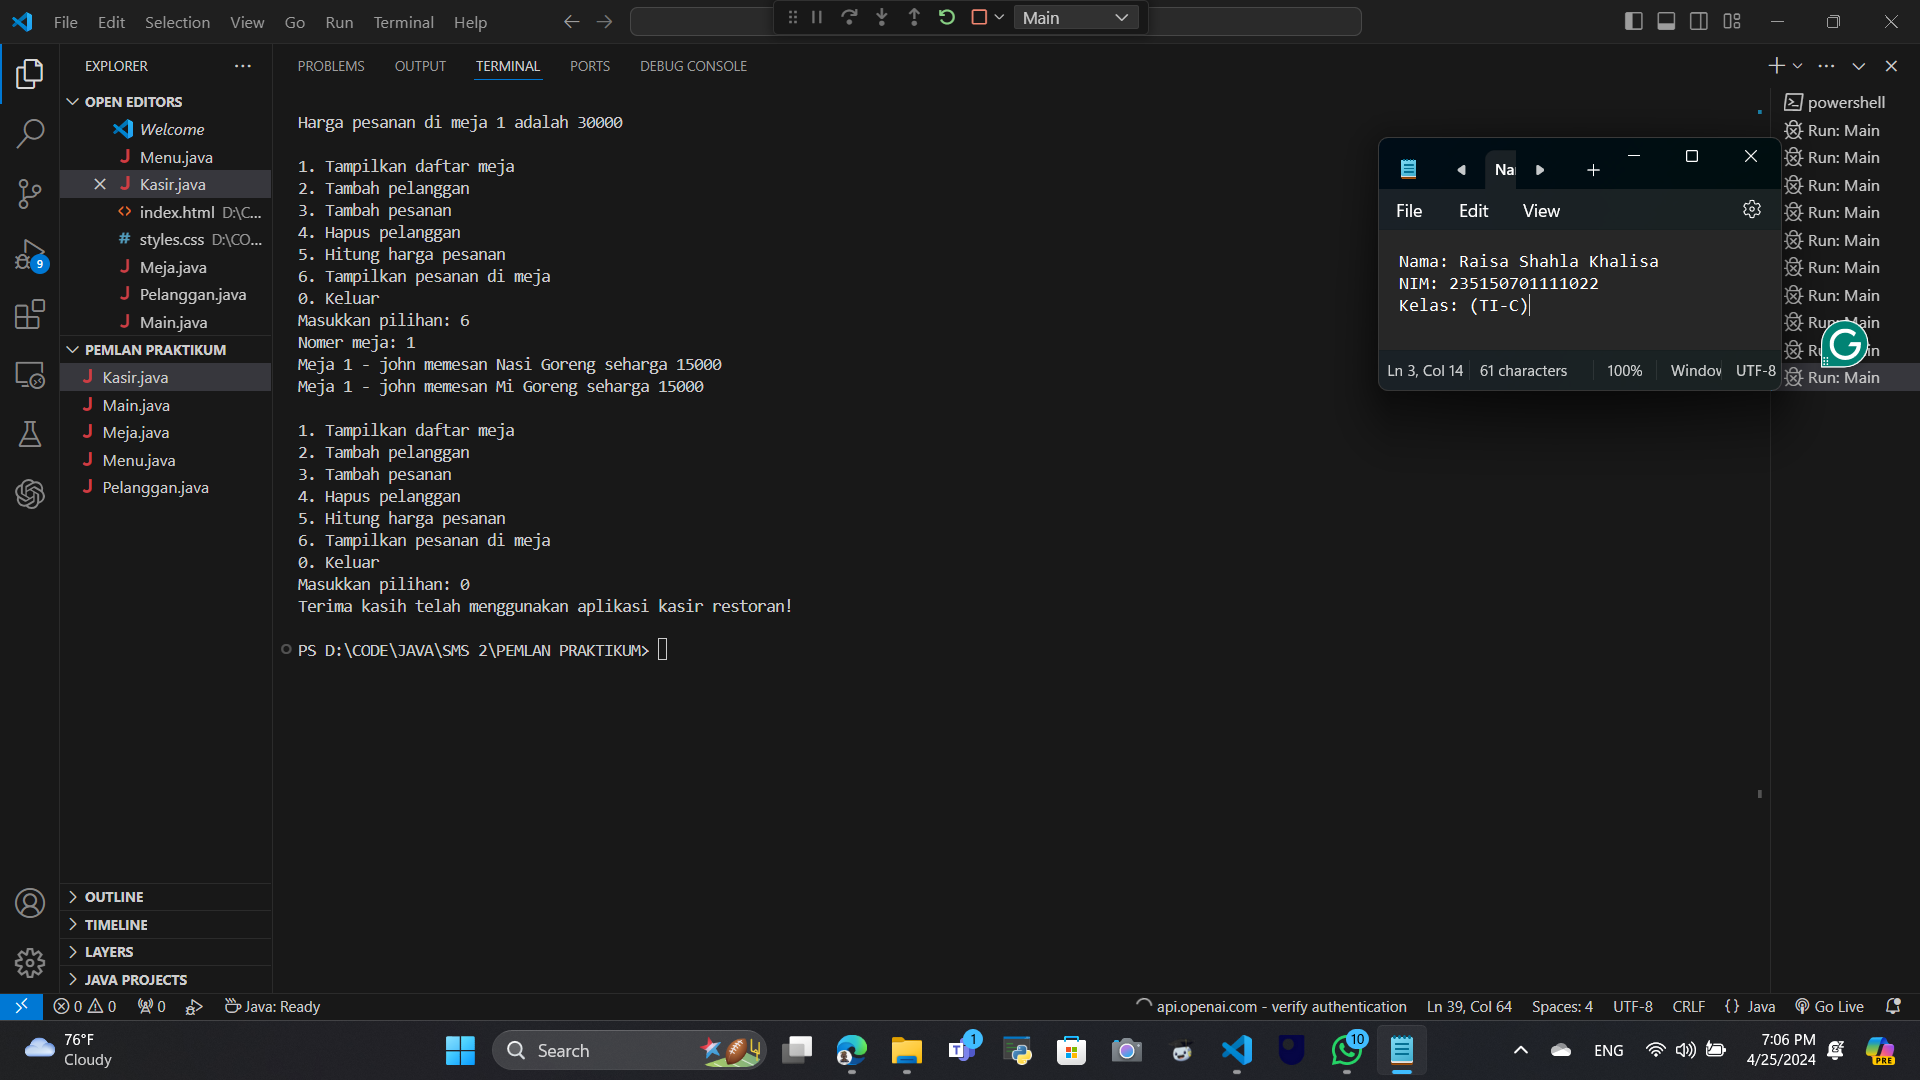 File Edit Selection View Go Run Terminal Help
Main
EXPLORER
OPEN EDITORS
Welcome
Menu.java
Kasir.java
index.html D:\C...
styles.css D:\CO...
Meja.java
Pelanggan.java
Main.java
PEMLAN PRAKTIKUM
Kasir.java
Main.java
Meja.java
Menu.java
Pelanggan.java
OUTLINE
TIMELINE
LAYERS
JAVA PROJECTS
9
PROBLEMS OUTPUT TERMINAL PORTS DEBUG CONSOLE
Harga pesanan di meja 1 adalah 30000
1. Tampilkan daftar meja
2. Tambah pelanggan
3. Tambah pesanan
4. Hapus pelanggan
5. Hitung harga pesanan
6. Tampilkan pesanan di meja
0. Keluar
Masukkan pilihan: 6
Nomer meja: 1
Meja 1 - john memesan Nasi Goreng seharga 15000
Meja 1 - john memesan Mi Goreng seharga 15000
1. Tampilkan daftar meja
2. Tambah pelanggan
3. Tambah pesanan
4. Hapus pelanggan
5. Hitung harga pesanan
6. Tampilkan pesanan di meja
0. Keluar
Masukkan pilihan: 0
Terima kasih telah menggunakan aplikasi kasir restoran!
PS D:\CODE\JAVA\SMS 2\PEMLAN PRAKTIKUM>
powershell
Run: Main
Run: Main
Run: Main
Run: Main
Run: Main
Run: Main
Run: Main
Run: Main
Run: Main
File Edit View
Nama: Raisa Shahla Khalisa
NIM: 235150701111022
Kelas: (TI-C)
Ln 3, Col 14 61 characters 100% UTF-8
0 0 0 Java: Ready
api.openai.com - verify authentication Ln 39, Col 64 Spaces: 4 UTF-8 CRLF {} Java Go Live
76°F
Cloudy
Search
1
10
ENG
7:06 PM
4/25/2024
PRE